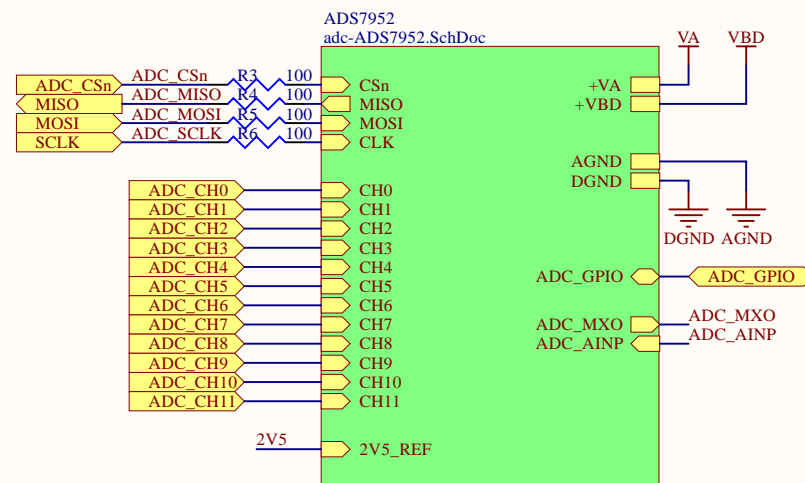 ADS7952
adc-ADS7952.SchDoc
VA VBD
ADC_CSn ADC_CSn R3 100 CSn +VA
MISO ADC_MISO R4 100 MISO +VBD
MOSI ADC_MOSI R5 100 MOSI
SCLK ADC_SCLK R6 100 CLK
AGND
DGND
ADC_CH0 CH0
ADC_CH1 CH1
ADC_CH2 CH2
DGND AGND
ADC_CH3 CH3
ADC_CH4 CH4
ADC_GPIO ADC_GPIO
ADC_CH5 CH5
ADC_CH6 CH6
ADC_CH7 CH7 ADC_MXO ADC_MXO
ADC_CH8 CH8 ADC_AINP ADC_AINP
ADC_CH9 CH9
ADC_CH10 CH10
ADC_CH11 CH11
2V5 2V5_REF